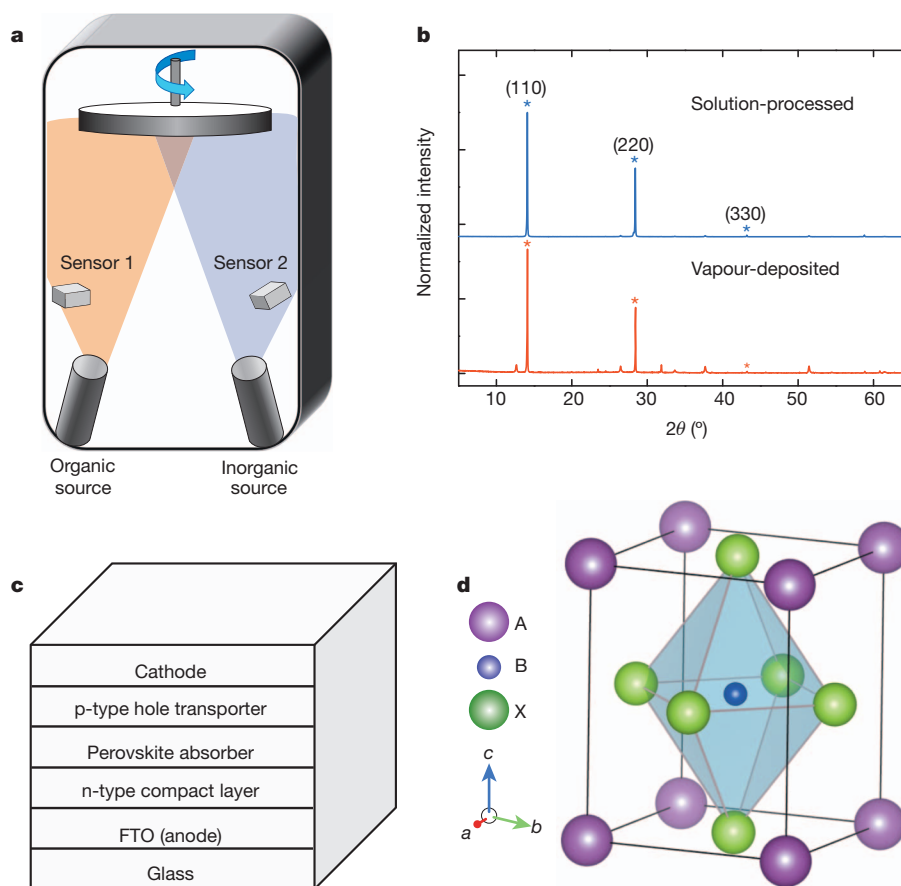 a
Sensor 1
Sensor 2
Organic
source
Inorganic
source
b
Normalized intensity
(110)
*
Solution-processed
(220)
*
(330)
*
Vapour-deposited
*
*
*
10
20
30
40
50
60
2θ (º)
c
Cathode
p-type hole transporter
Perovskite absorber
n-type compact layer
FTO (anode)
Glass
d
A
B
X
c
a
b